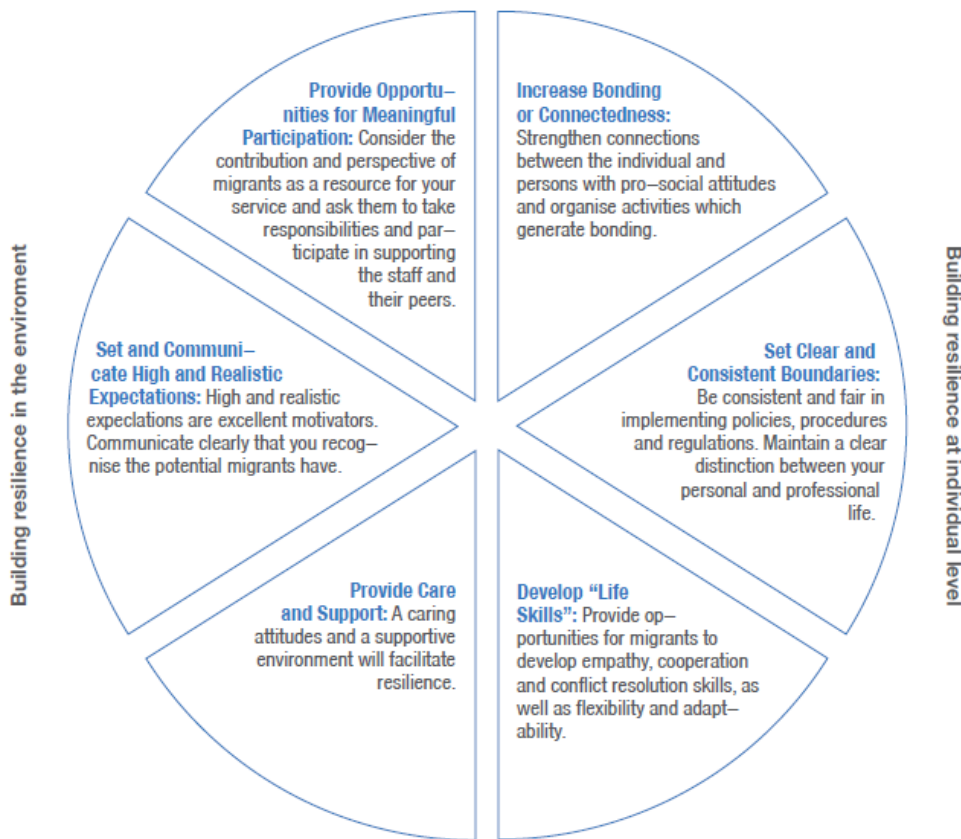 Building resilience in the enviroment
Provide Opportu–
nities for Meaningful
Participation: Consider the
contribution and perspective of
migrants as a resource for your
service and ask them to take
responsibilities and par–
ticipate in supporting
the staff and
their peers.
Increase Bonding
or Connectedness:
Strengthen connections
between the individual and
persons with pro–social attitudes
and organise activities which
generate bonding.
Set and Communi–
cate High and Realistic
Expectations: High and realistic
expeclations are excellent motivators.
Communicate clearly that you recog–
nise the potential migrants have.
Set Clear and
Consistent Boundaries:
Be consistent and fair in
implementing policies, procedures
and regulations. Maintain a clear
distinction between your
personal and professional
life.
Provide Care
and Support: A caring
attitudes and a supportive
environment will facilitate
resilience.
Develop “Life
Skills”: Provide op–
portunities for migrants to
develop empathy, cooperation
and conflict resolution skills, as
well as flexibility and adapt–
ability.
Building resilience at individual level